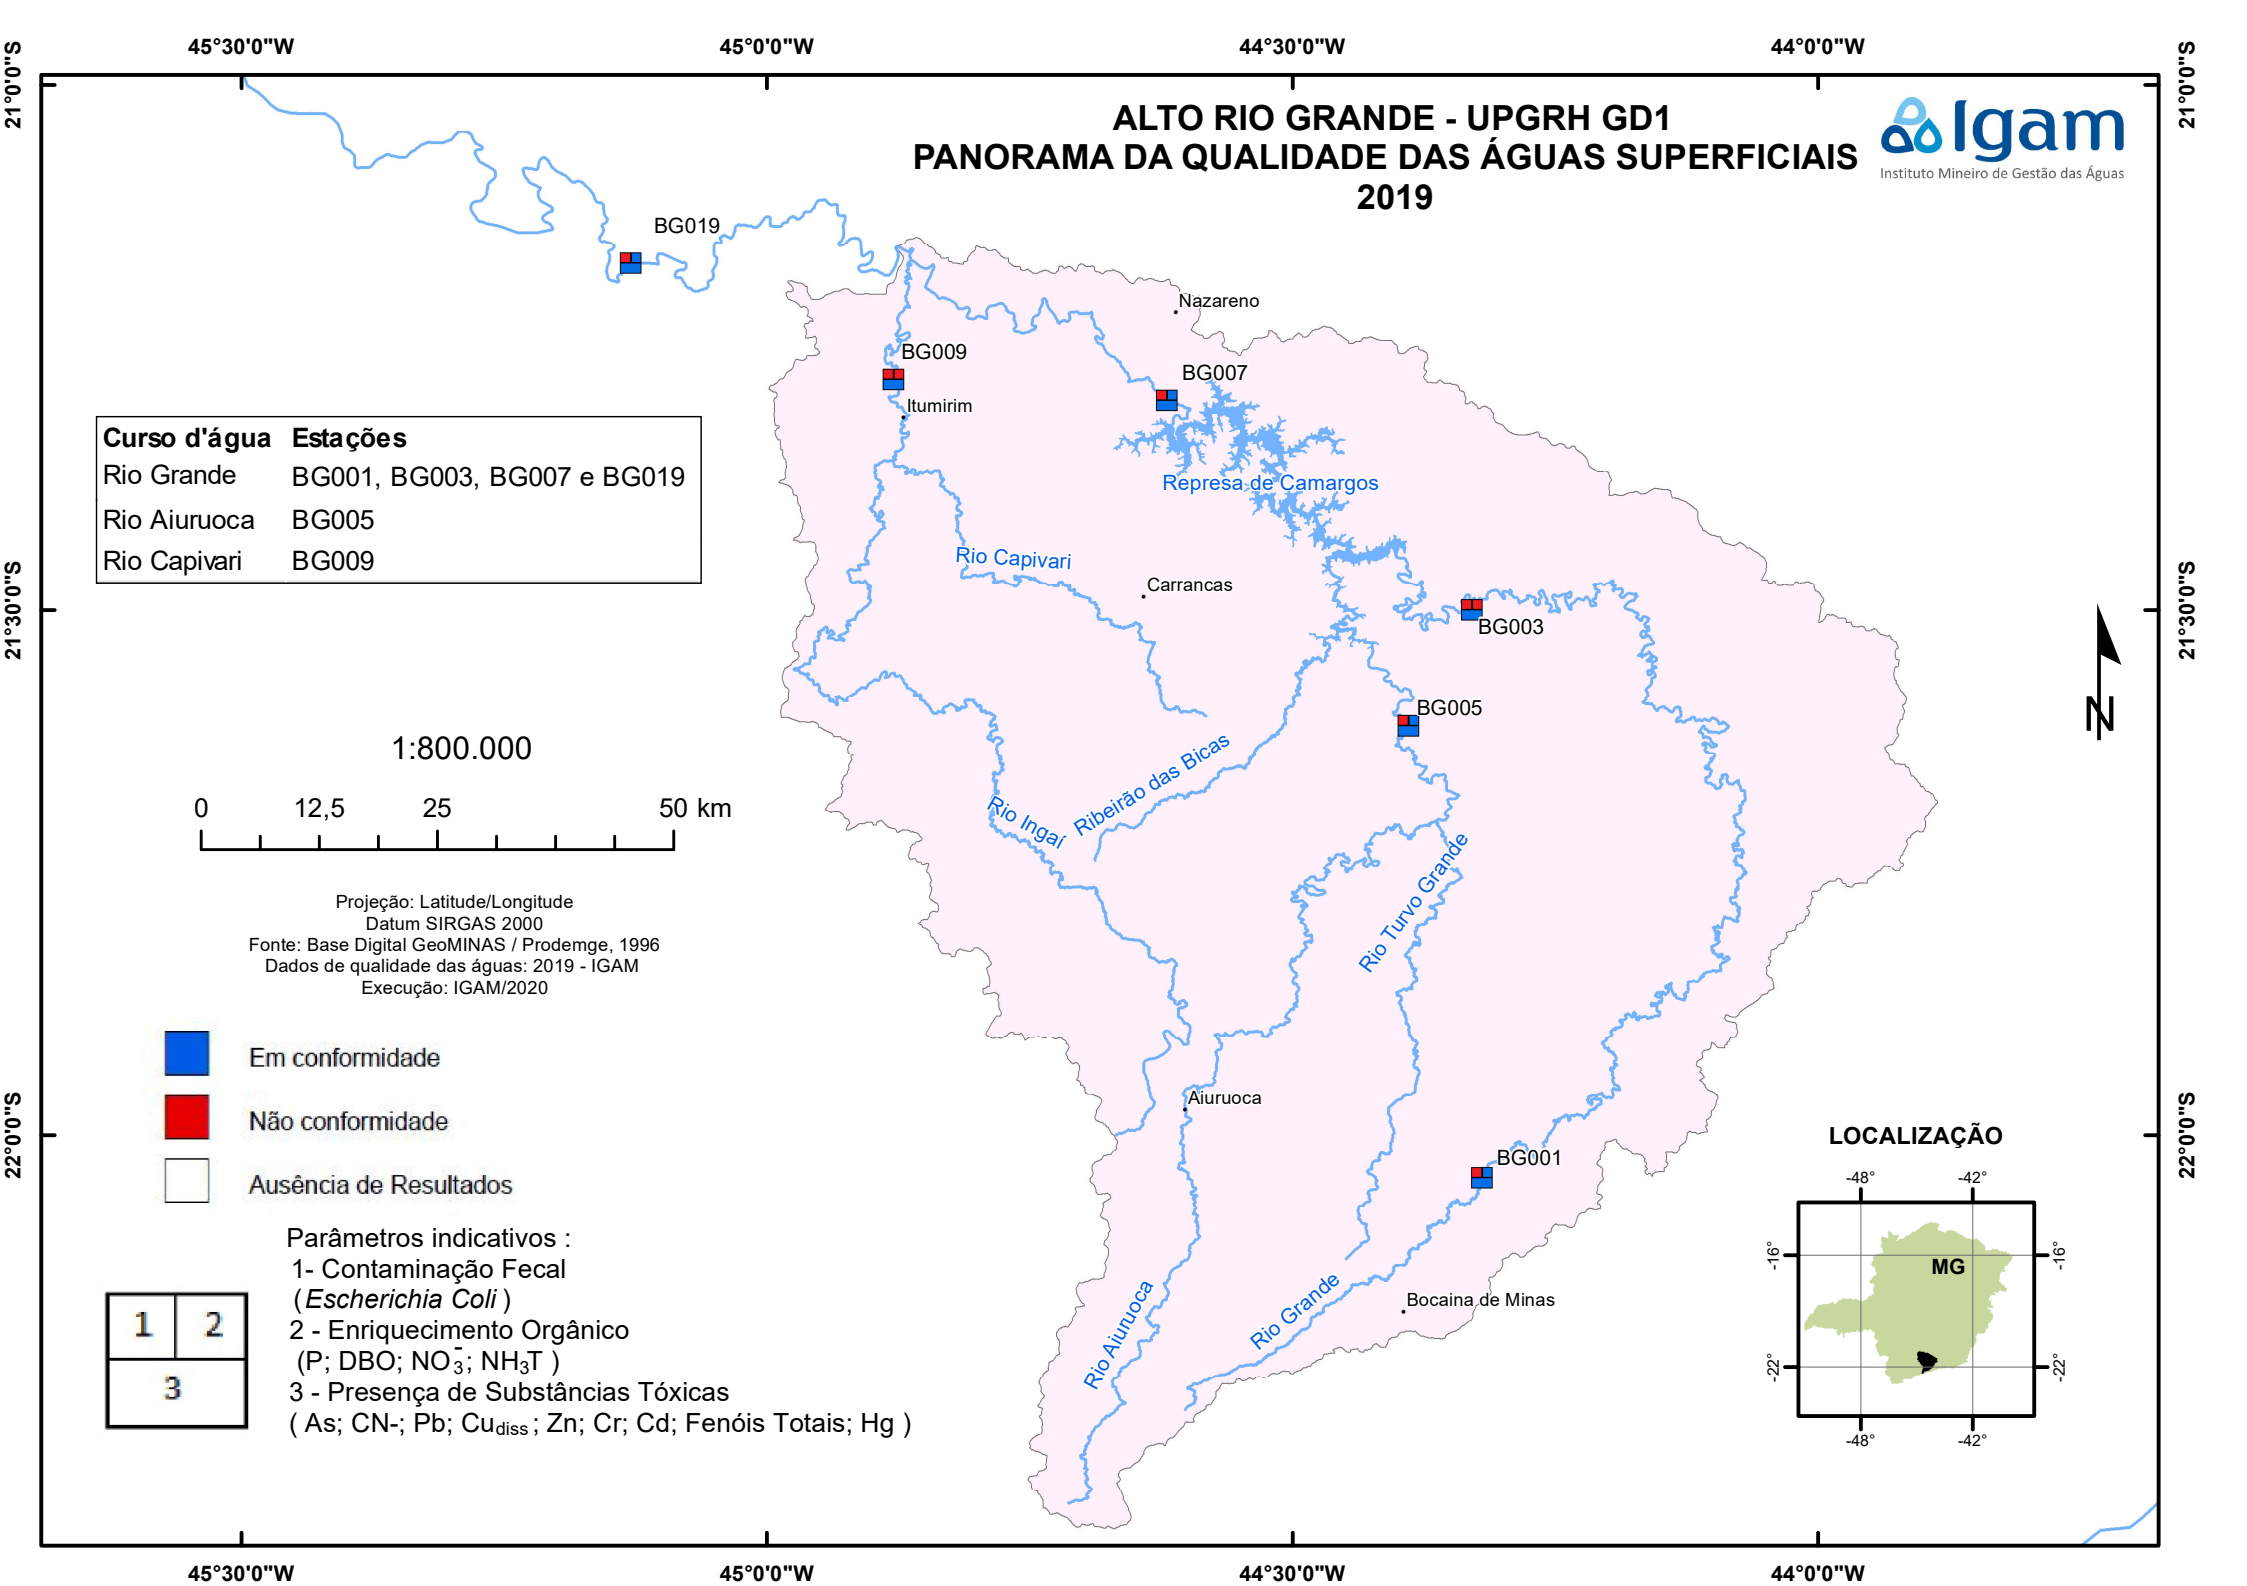 45°30'0"W 45°0'0"W 44°30'0"W 44°0'0"W
21°0'0"S 21°0'0"S
ALTO RIO GRANDE - UPGRH GD1
PANORAMA DA QUALIDADE DAS ÁGUAS SUPERFICIAIS
2019
Igam
Instituto Mineiro de Gestão das Águas
BG019
Nazareno
BG009
BG007
Itumirim
Curso d'água Estações
Rio Grande BG001, BG003, BG007 e BG019
Rio Aiuruoca BG005
Rio Capivari BG009
Represa de Camargos
Rio Capivari
Carrancas
21°30'0"S 21°30'0"S
BG003
BG005
N
1:800.000
0 12,5 25 50 km
Ribeirão das Bicas
Rio Ingaí
Rio Turvo Grande
Projeção: Latitude/Longitude
Datum SIRGAS 2000
Fonte: Base Digital GeoMINAS / Prodemge, 1996
Dados de qualidade das águas: 2019 - IGAM
Execução: IGAM/2020
Em conformidade
Não conformidade
Ausência de Resultados
Aiuruoca
22°0'0"S 22°0'0"S
BG001
LOCALIZAÇÃO
-48° -42°
-16° -16°
MG
-22° -22°
-48° -42°
Rio Aiuruoca
Rio Grande
Bocaina de Minas
Parâmetros indicativos :
1- Contaminação Fecal
(Escherichia Coli )
2 - Enriquecimento Orgânico
(P; DBO; NO3-; NH3T )
3 - Presença de Substâncias Tóxicas
( As; CN-; Pb; Cudiss ; Zn; Cr; Cd; Fenóis Totais; Hg )
1 2
3
45°30'0"W 45°0'0"W 44°30'0"W 44°0'0"W